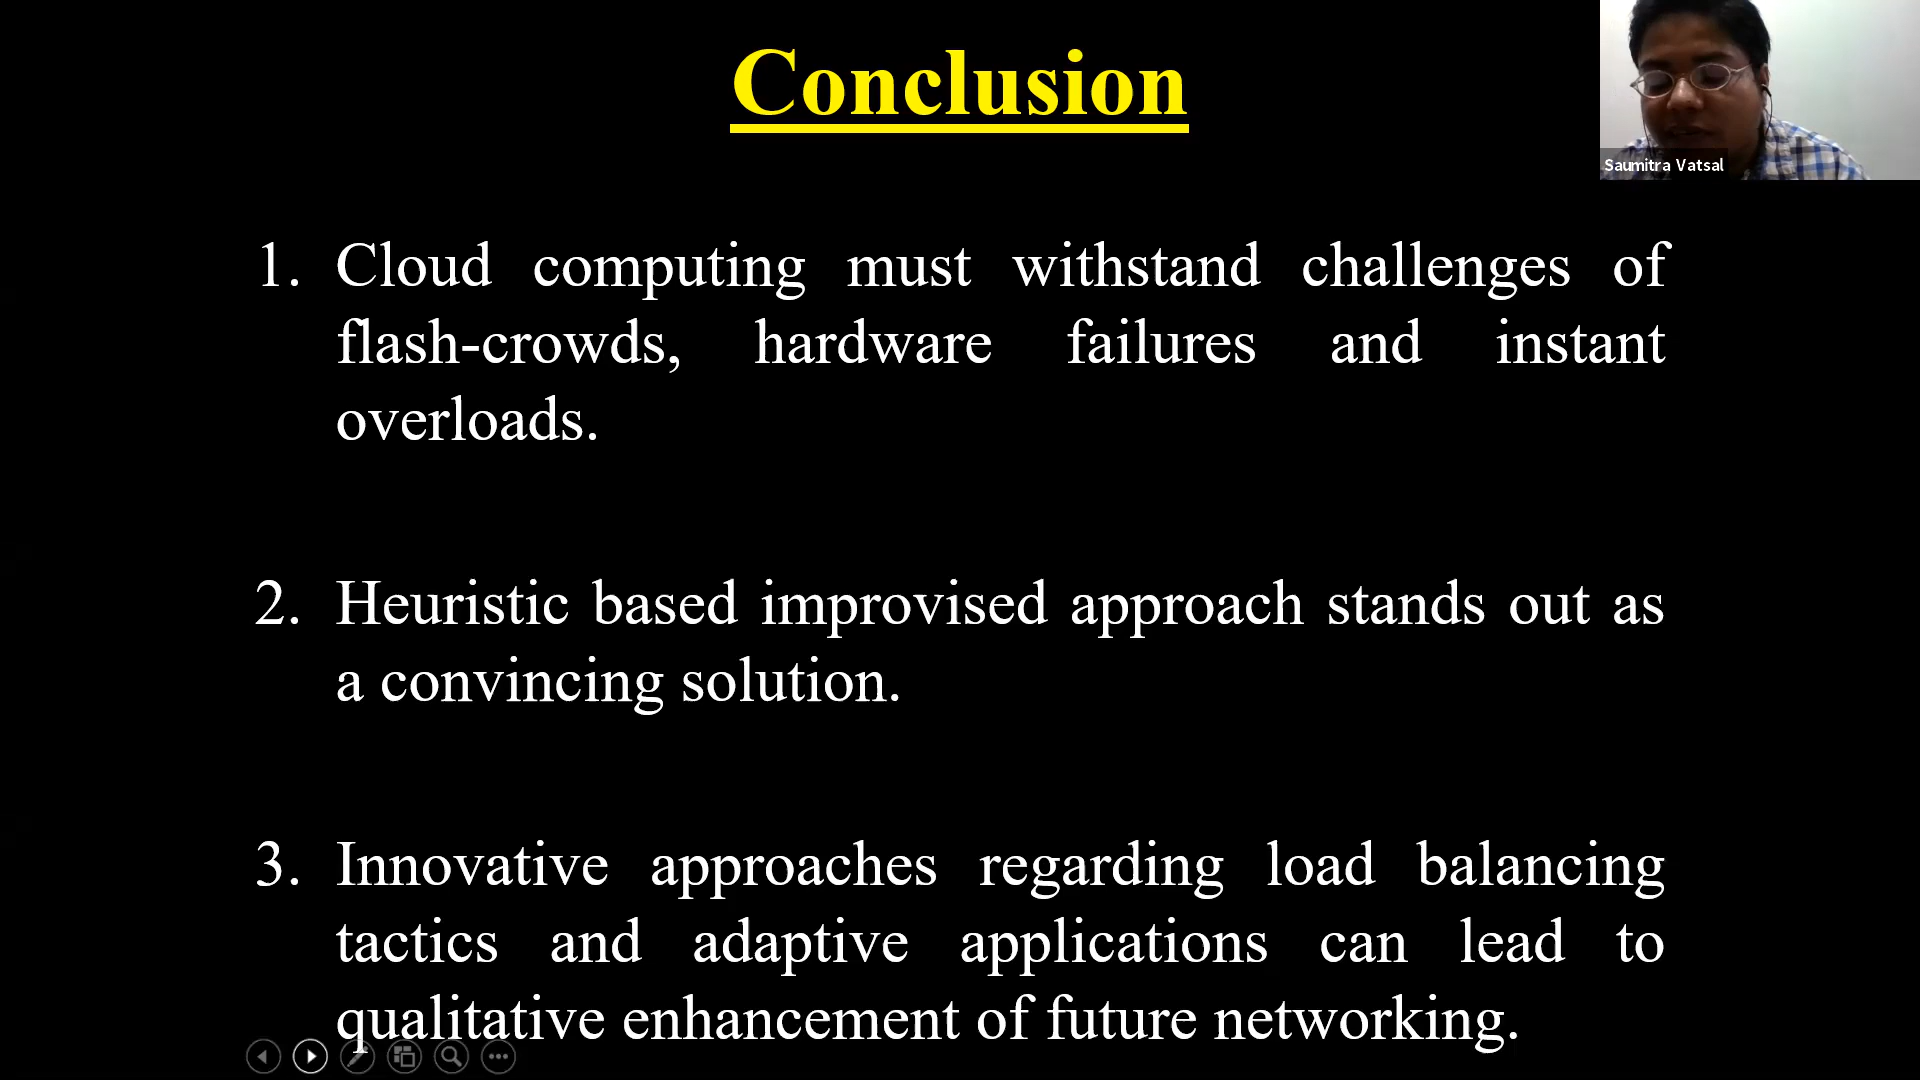 Conclusion
Saumitra Vatsal
1. Cloud computing must withstand challenges of
flash-crowds, hardware failures and instant
overloads.
2. Heuristic based improvised approach stands out as
a convincing solution.
3. Innovative approaches regarding load balancing
tactics and adaptive applications can lead to
qualitative enhancement of future networking.